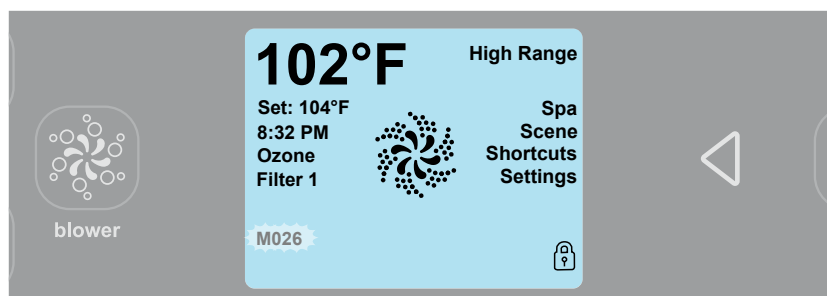 102°F
High Range
Set: 104°F
8:32 PM
Ozone
Filter 1
Spa
Scene
Shortcuts
Settings
M026
blower